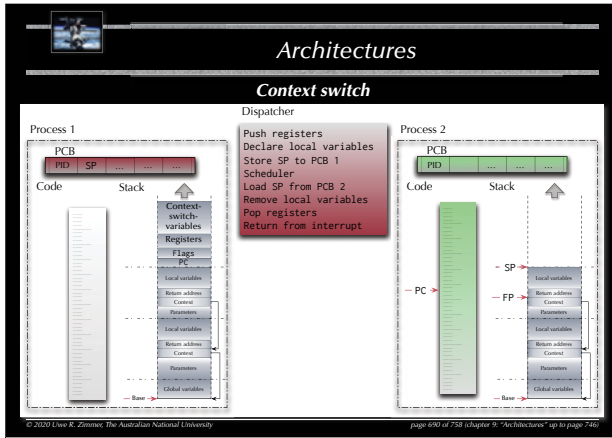 Architectures
Context switch
Dispatcher
Push registers
Declare local variables
Store SP to PCB 1
Scheduler
Load SP from PCB 2
Remove local variables
Pop registers
Return from interrupt
Process 1
PCB
PID SP ... ... ...
Code Stack
Context-
switch-
variables
Registers
Flags
PC
Local variables
Return address
Context
Parameters
Local variables
Return address
Context
Parameters
Global variables
Base
Process 2
PCB
PID ... ... ...
Code Stack
SP
Local variables
PC
Return address
FP
Context
Parameters
Local variables
Return address
Context
Parameters
Global variables
Base
© 2020 Uwe R. Zimmer, The Australian National University
page 690 of 758 (chapter 9: "Architectures" up to page 746)